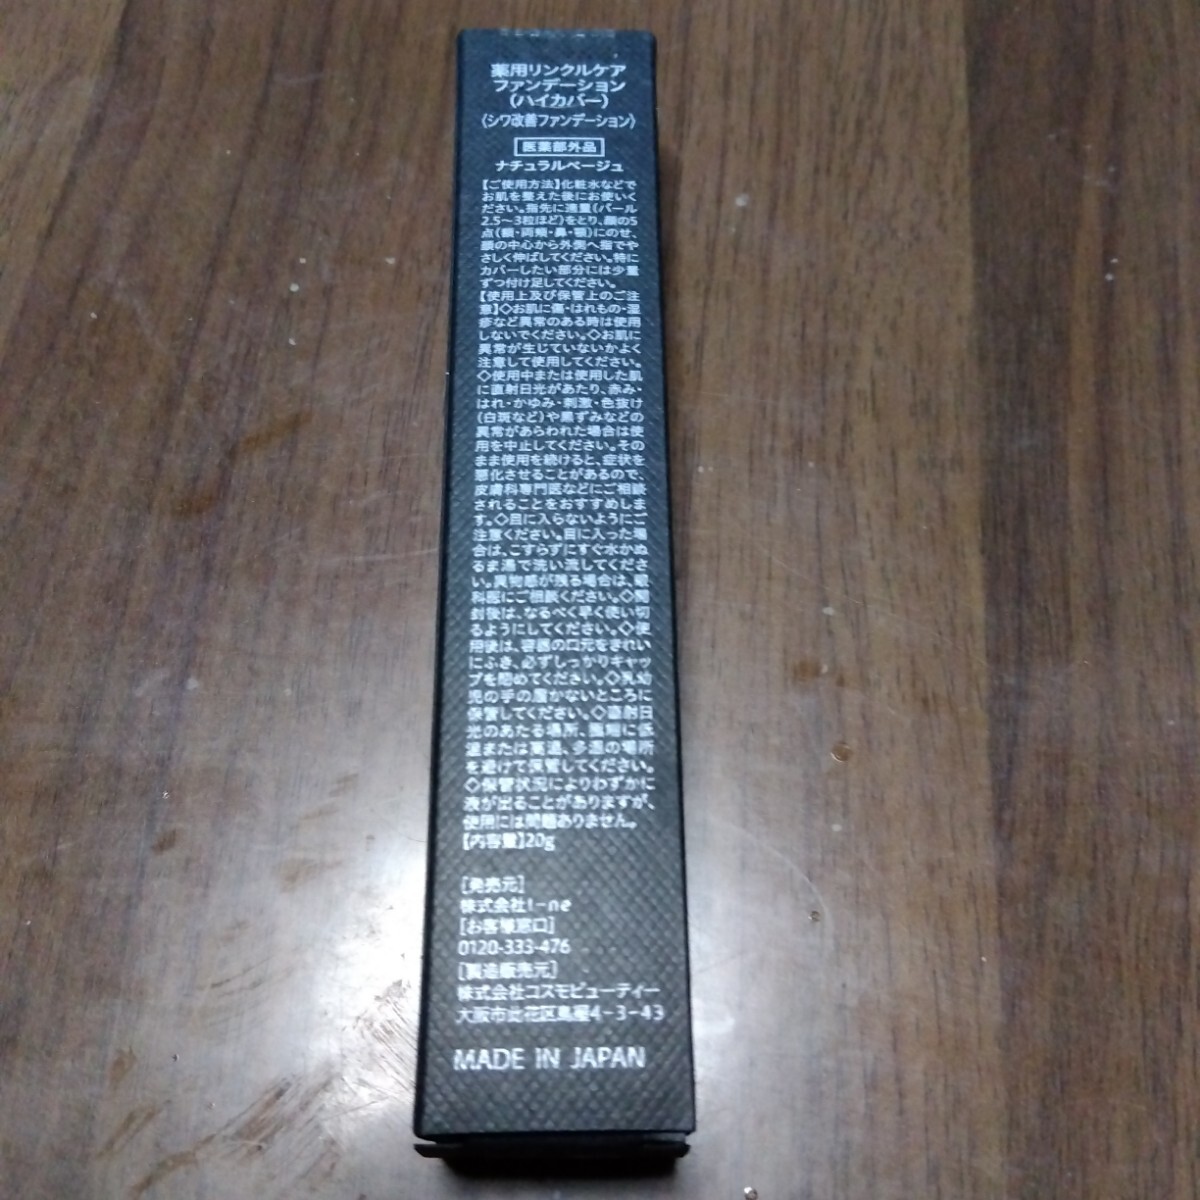 薬用リンクルケア
ファンデーション
(ハイカバー)
〈シワ改善ファンデーション〉
医薬部外品
ナチュラルベージュ
【ご使用方法】化粧水などで
お肌を整えた後にお使いく
ださい。指先に適量(パール
2.5〜3粒ほど)をとり、顔の5
点(額・両頬・鼻・顎)にのせ、
顔の中心から外側へ指でや
さしく伸ばしてください。特に
カバーしたい部分には少量
ずつ付け足してください。
【使用上及び保管上のご注
意】◇お肌に傷・はれもの・湿
疹など異常のある時は使用
しないでください。◇お肌に
異常が生じていないかよく
注意して使用してください。
◇使用中または使用した肌
に直射日光があたり、赤み・
はれ・かゆみ・刺激・色抜け
(白斑など)や黒ずみなどの
異常があらわれた場合は使
用を中止してください。その
まま使用を続けると、症状を
悪化させることがあるので、
皮膚科専門医などにご相談
されることをおすすめしま
す。◇目に入らないようにご
注意ください。目に入った場
合は、こすらずにすぐ水かぬ
るま湯で洗い流してくださ
い。異物感が残る場合は、眼
科医にご相談ください。◇開
封後は、なるべく早く使い切
るようにしてください。◇使
用後は、容器の口元をきれい
にふき、必ずしっかりキャッ
プを閉めてください。◇乳幼
児の手の届かないところに
保管してください。◇直射日
光のあたる場所、極端に低
温または高温、多湿の場所
を避けて保管してください。
◇保管状況によりわずかに
液が出ることがありますが、
使用には問題ありません。
【内容量】20g
[発売元]
株式会社I-ne
[お客様窓口]
0120-333-476
[製造販売元]
株式会社コスモビューティー
大阪市此花区島屋4-3-43
MADE IN JAPAN